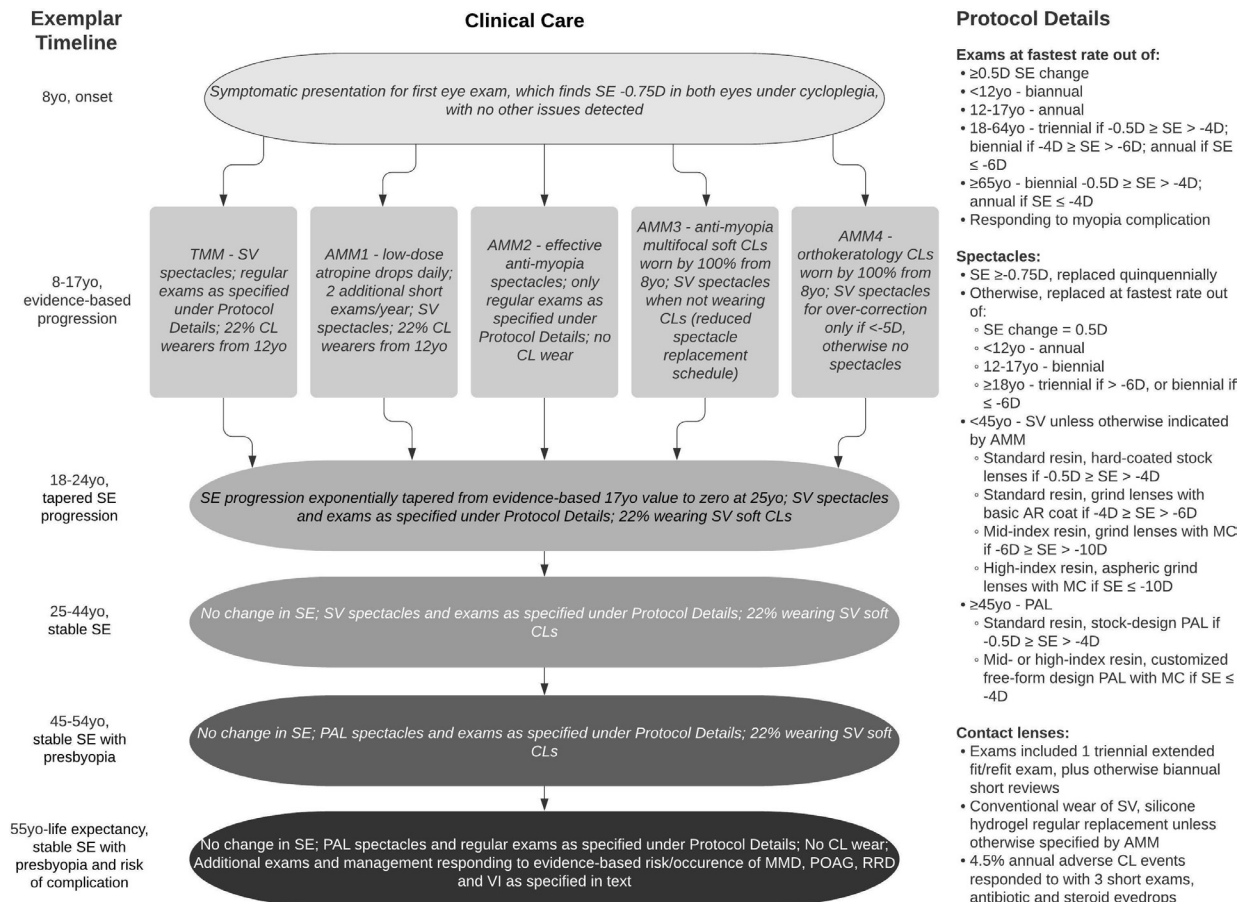 Exemplar
Timeline
Clinical Care
Protocol Details
8yo, onset
Symptomatic presentation for first eye exam, which finds SE -0.75D in both eyes under cycloplegia,
with no other issues detected
8-17yo,
evidence-based
progression
TMM - SV
spectacles; regular
exams as specified
under Protocol
Details; 22% CL
wearers from 12yo
AMM1 - low-dose
atropine drops daily;
2 additional short
exams/year; SV
spectacles; 22% CL
wearers from 12yo
AMM2 - effective
anti-myopia
spectacles; only
regular exams as
specified under
Protocol Details; no
CL wear
AMM3 - anti-myopia
multifocal soft CLs
worn by 100% from
8yo; SV spectacles
when not wearing
CLs (reduced
spectacle
replacement
schedule)
AMM4 -
orthokeratology CLs
worn by 100% from
8yo; SV spectacles
for over-correction
only if <-5D,
otherwise no
spectacles
18-24yo,
tapered SE
progression
SE progression exponentially tapered from evidence-based 17yo value to zero at 25yo; SV spectacles
and exams as specified under Protocol Details; 22% wearing SV soft CLs
25-44yo,
stable SE
No change in SE; SV spectacles and exams as specified under Protocol Details; 22% wearing SV soft
CLs
45-54yo,
stable SE with
presbyopia
No change in SE; PAL spectacles and exams as specified under Protocol Details; 22% wearing SV soft
CLs
55yo-life expectancy,
stable SE with
presbyopia and risk
of complication
No change in SE; PAL spectacles and regular exams as specified under Protocol Details; No CL wear;
Additional exams and management responding to evidence-based risk/occurence of MMD, POAG, RRD
and VI as specified in text
Exams at fastest rate out of:
• ≥0.5D SE change
• <12yo - biannual
• 12-17yo - annual
• 18-64yo - triennial if -0.5D ≥ SE > -4D;
biennial if -4D ≥ SE > -6D; annual if SE
≤ -6D
• ≥65yo - biennial -0.5D ≥ SE > -4D;
annual if SE ≤ -4D
• Responding to myopia complication
Spectacles:
• SE ≥-0.75D, replaced quinquennially
• Otherwise, replaced at fastest rate out
of:
◦ SE change = 0.5D
◦ <12yo - annual
◦ 12-17yo - biennial
◦ ≥18yo - triennial if > -6D, or biennial if
≤ -6D
• <45yo - SV unless otherwise indicated
by AMM
◦ Standard resin, hard-coated stock
lenses if -0.5D ≥ SE > -4D
◦ Standard resin, grind lenses with
basic AR coat if -4D ≥ SE > -6D
◦ Mid-index resin, grind lenses with MC
if -6D ≥ SE > -10D
◦ High-index resin, aspheric grind
lenses with MC if SE ≤ -10D
• ≥45yo - PAL
◦ Standard resin, stock-design PAL if
-0.5D ≥ SE > -4D
◦ Mid- or high-index resin, customized
free-form design PAL with MC if SE ≤
-4D
Contact lenses:
• Exams included 1 triennial extended
fit/refit exam, plus otherwise biannual
short reviews
• Conventional wear of SV, silicone
hydrogel regular replacement unless
otherwise specified by AMM
• 4.5% annual adverse CL events
responded to with 3 short exams,
antibiotic and steroid eyedrops